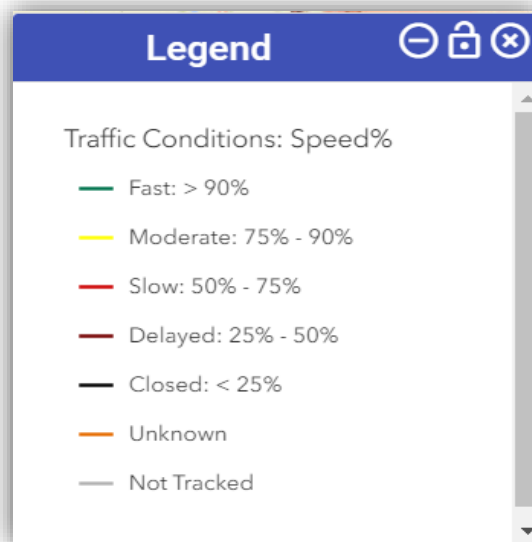 Legend
Traffic Conditions: Speed%
Fast: > 90%
Moderate: 75% - 90%
Slow: 50% - 75%
Delayed: 25% - 50%
Closed: < 25%
Unknown
Not Tracked